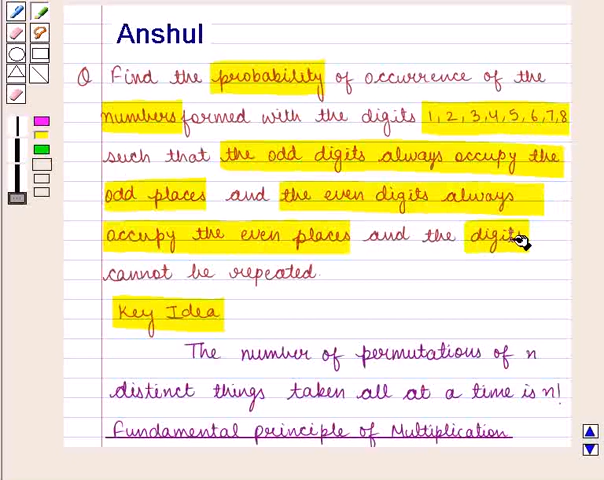 Anshul
Q Find the probability of occurrence of the
numbers formed with the digits 1,2,3,4,5,6,7,8
such that the odd digits always occupy the
odd places and the even digits always
occupy the even places and the digits
cannot be repeated.
Key Idea
The number of permutations of n
distinct things taken all at a time is n!
Fundamental principle of Multiplication